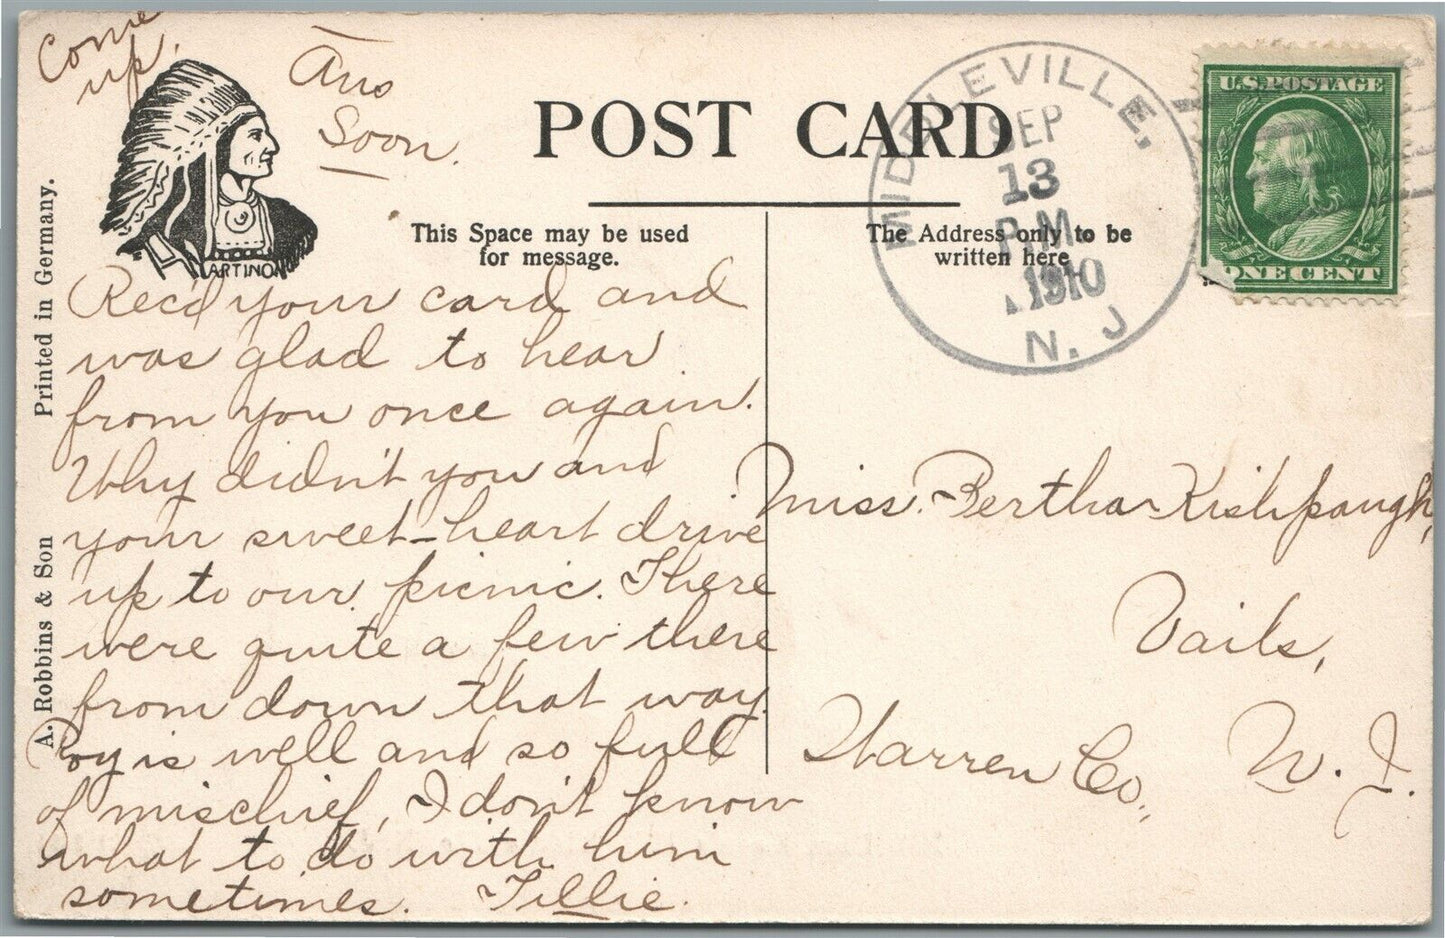 Come
up.
Ans
Soon.
POST CARD
MIDDLEVILLE,
SEP
13
P.M.
1910
N. J
U.S. POSTAGE
ONE CENT
This Space may be used
for message.
The Address only to be
written here
ARTINO
Printed in Germany.
A. Robbins & Son
Rec'd your card and
was glad to hear
from you once again.
Why didn't you and
your sweet-heart drive
up to our picnic. There
were quite a few there
from down that way.
Roy is well and so full
of mischief, I don't know
what to do with him
sometimes. Tillie.
Miss. Bertha Kishpaugh,
Vails,
Warren Co., N. J.